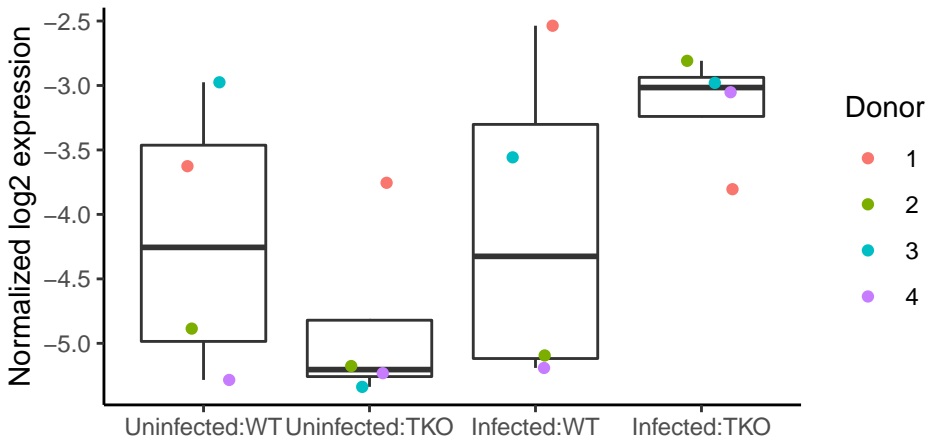 Normalized log2 expression
−2.5
−3.0
−3.5
−4.0
−4.5
−5.0
Uninfected:WT
Uninfected:TKO
Infected:WT
Infected:TKO
Donor
1
2
3
4